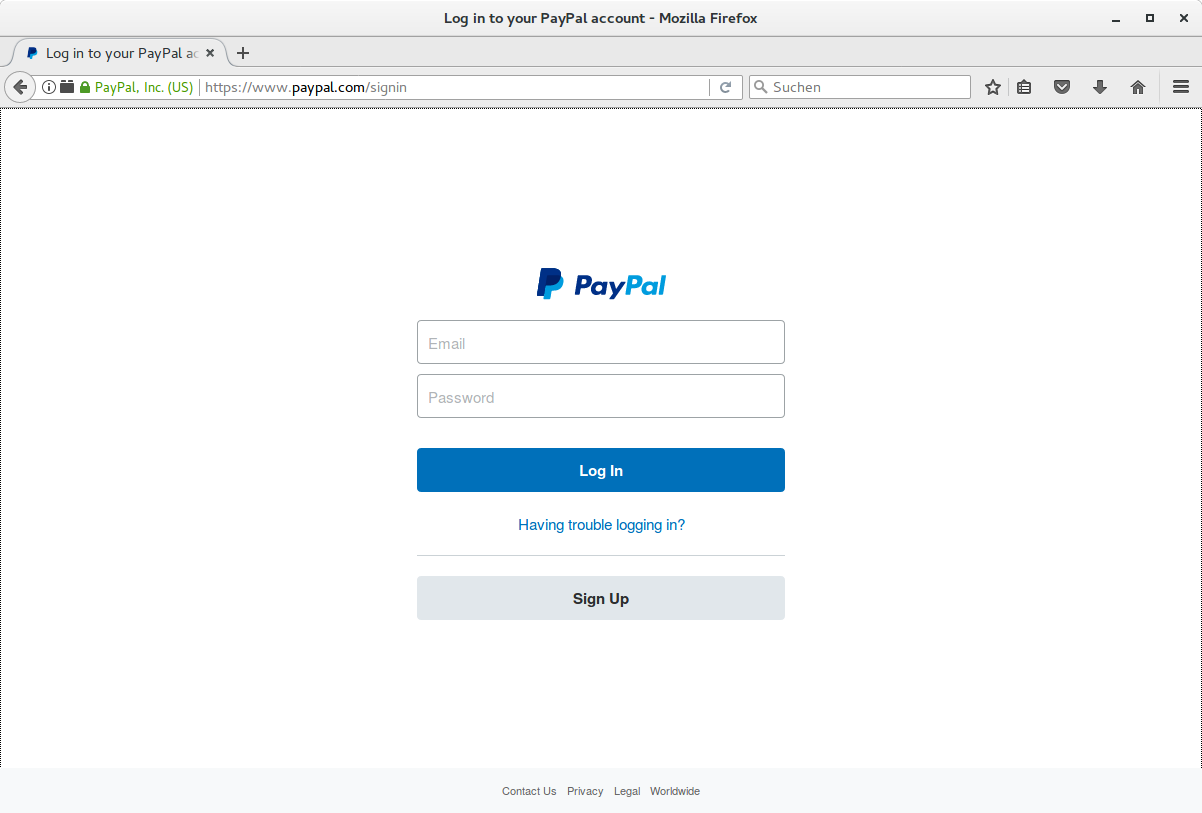 Log in to your PayPal account - Mozilla Firefox
Log in to your PayPal ac
PayPal, Inc. (US) https://www.paypal.com/signin Suchen
PayPal
Email
Password
Log In
Having trouble logging in?
Sign Up
Contact Us Privacy Legal Worldwide